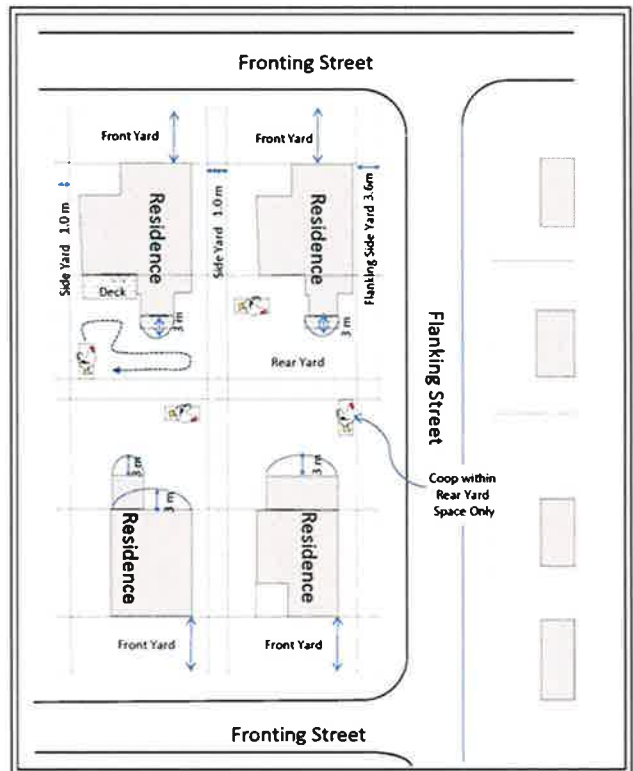 Fronting Street
Front Yard
Front Yard
Side Yard 1.0 m
Residence
Side Yard 1.0 m
Residence
Flanking Side Yard 3.6m
Deck
3 m
3 m
Rear Yard
Flanking Street
3 m
3 m
3 m
Coop within
Rear Yard
Space Only
Residence
Residence
Front Yard
Front Yard
Fronting Street